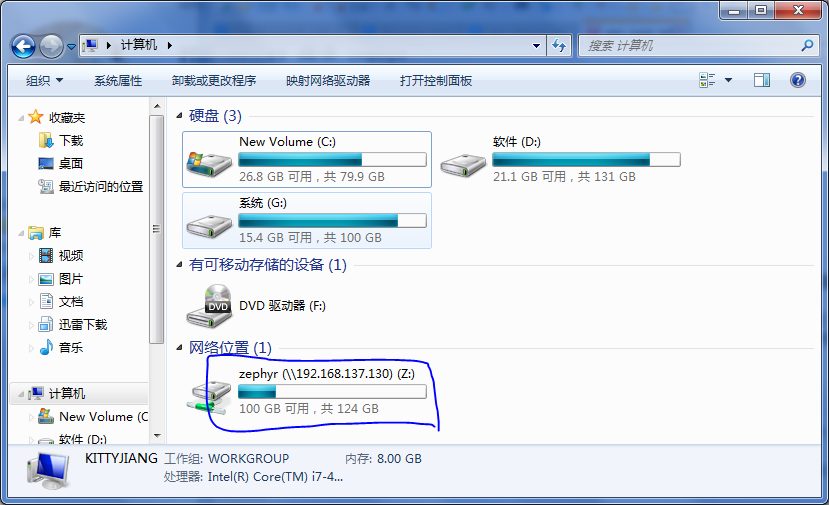 计算机
搜索 计算机
组织 系统属性 卸载或更改程序 映射网络驱动器 打开控制面板
收藏夹
下载
桌面
最近访问的位置
库
视频
图片
文档
迅雷下载
音乐
计算机
New Volume (C
软件 (D:)
硬盘 (3)
New Volume (C:)
26.8 GB 可用，共 79.9 GB
软件 (D:)
21.1 GB 可用，共 131 GB
系统 (G:)
15.4 GB 可用，共 100 GB
有可移动存储的设备 (1)
DVD
DVD 驱动器 (F:)
网络位置 (1)
zephyr (\\192.168.137.130) (Z:)
100 GB 可用，共 124 GB
KITTYJIANG 工作组: WORKGROUP 内存: 8.00 GB
处理器: Intel(R) Core(TM) i7-4...